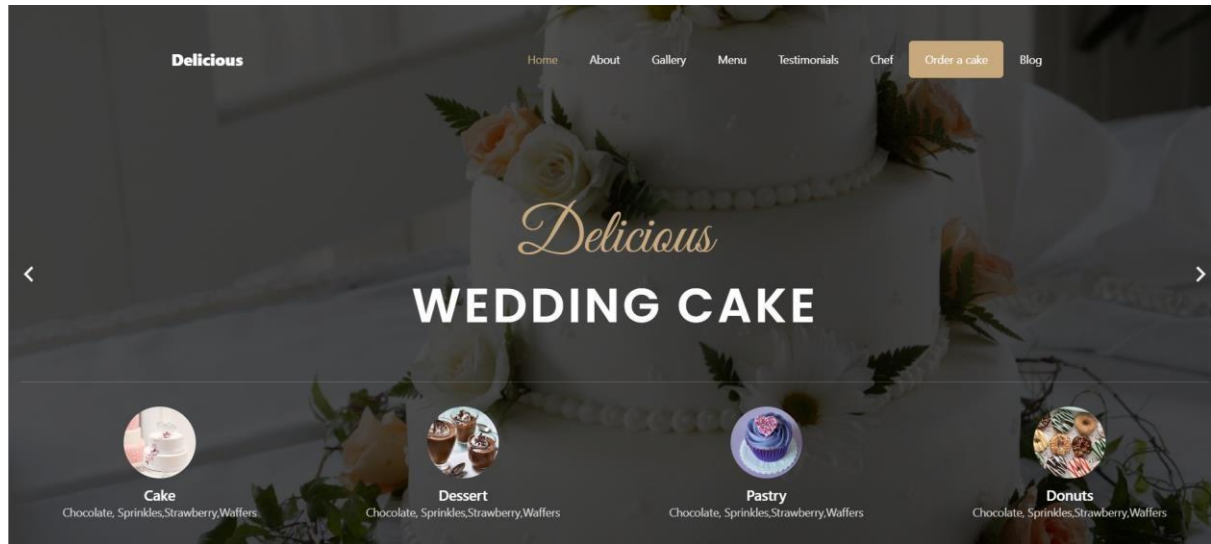 Delicious
Home About Gallery Menu Testimonials Chef Order a cake Blog
Delicious
WEDDING CAKE
Cake
Chocolate, Sprinkles,Strawberry,Waffers
Dessert
Chocolate, Sprinkles,Strawberry,Waffers
Pastry
Chocolate, Sprinkles,Strawberry,Waffers
Donuts
Chocolate, Sprinkles,Strawberry,Waffers